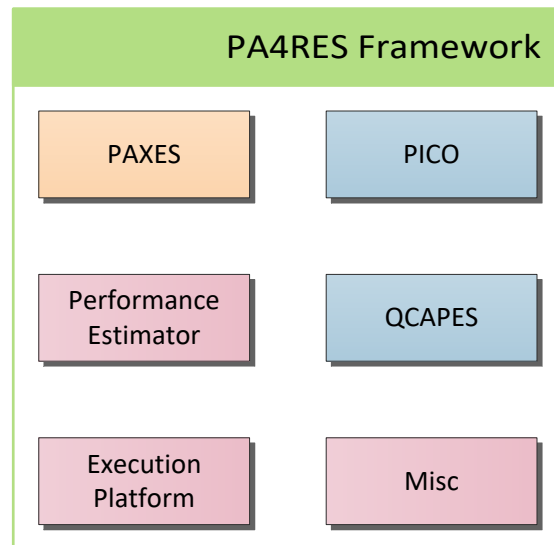 PA4RES Framework
PAXES
PICO
Performance
Estimator
QCAPES
Execution
Platform
Misc